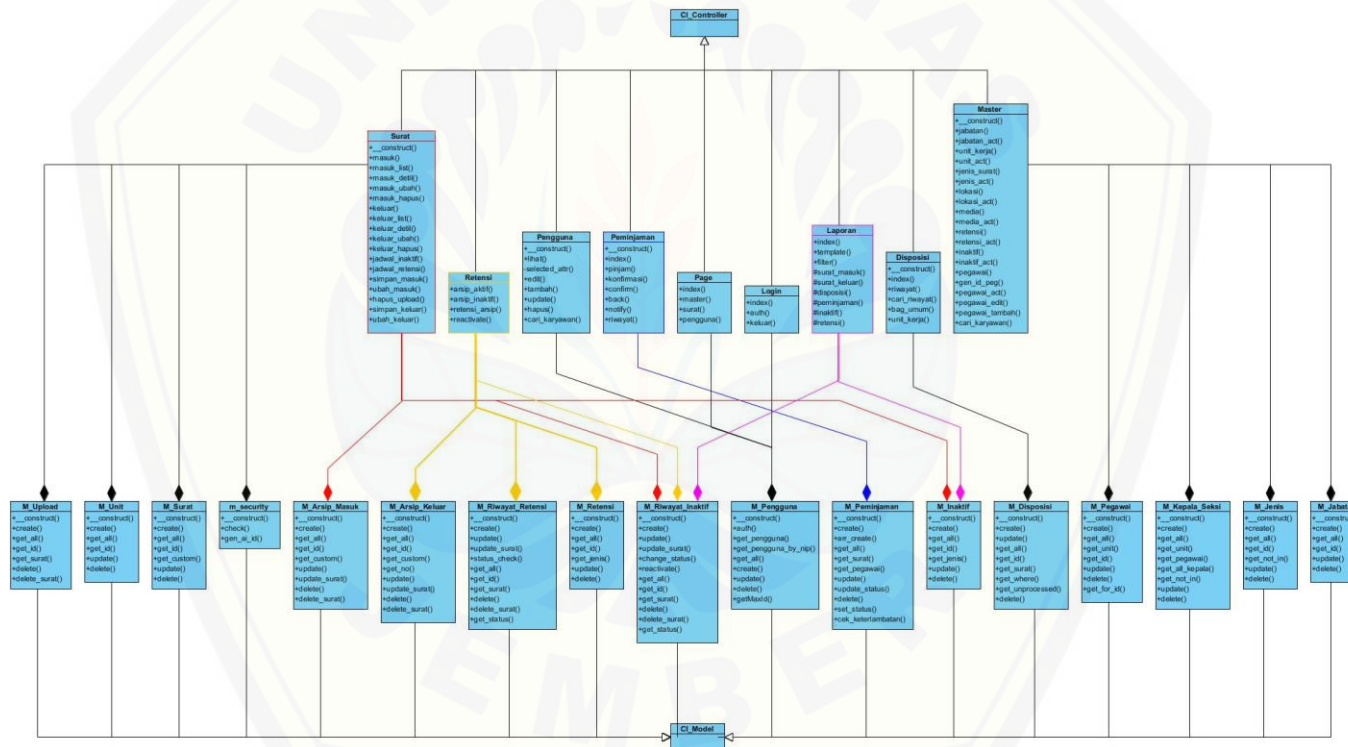 CI_Controller
Surat
+__construct()
+masuk()
+masuk_list()
+masuk_detil()
+masuk_ubah()
+masuk_hapus()
+keluar()
+keluar_list()
+keluar_detil()
+keluar_ubah()
+keluar_hapus()
+jadwal_inaktif()
+jadwal_retensi()
+simpan_masuk()
+ubah_masuk()
+hapus_upload()
+simpan_keluar()
+ubah_keluar()
Retensi
+arsip_aktif()
+arsip_inaktif()
+retensi_arsip()
+reactivate()
Pengguna
+__construct()
+lihat()
-selected_attr()
+edit()
+tambah()
+update()
+hapus()
+cari_karyawan()
Peminjaman
+__construct()
+index()
+pinjam()
+konfirmasi()
+confirm()
+back()
+notify()
+riwayat()
Page
+index()
+master()
+surat()
+pengguna()
Login
+index()
+auth()
+keluar()
Laporan
+index()
+template()
+filter()
#surat_masuk()
#surat_keluar()
#disposisi()
#peminjaman()
#inaktif()
#retensi()
Disposisi
+__construct()
+index()
+riwayat()
+cari_riwayat()
+bag_umum()
+unit_kerja()
Master
+__construct()
+jabatan()
+jabatan_act()
+unit_kerja()
+unit_act()
+jenis_surat()
+jenis_act()
+lokasi()
+lokasi_act()
+media()
+media_act()
+retensi()
+retensi_act()
+inaktif()
+inaktif_act()
+pegawai()
+gen_id_peg()
+pegawai_act()
+pegawai_edit()
+pegawai_tambah()
+cari_karyawan()
M_Upload
+__construct()
+create()
+get_all()
+get_id()
+get_surat()
+delete()
+delete_surat()
M_Unit
+__construct()
+create()
+get_all()
+get_id()
+update()
+delete()
M_Surat
+__construct()
+create()
+get_all()
+get_id()
+get_custom()
+update()
+delete()
m_security
+__construct()
+check()
+gen_ai_id()
M_Arsip_Masuk
+__construct()
+create()
+get_all()
+get_id()
+get_custom()
+update()
+update_surat()
+delete()
+delete_surat()
M_Arsip_Keluar
+__construct()
+create()
+get_all()
+get_id()
+get_custom()
+get_no()
+update()
+update_surat()
+delete()
+delete_surat()
M_Riwayat_Retensi
+__construct()
+create()
+update()
+update_surat()
+status_check()
+get_all()
+get_id()
+get_surat()
+delete()
+delete_surat()
+get_status()
M_Retensi
+__construct()
+create()
+get_all()
+get_id()
+get_jenis()
+update()
+delete()
M_Riwayat_Inaktif
+__construct()
+create()
+update()
+update_surat()
+change_status()
+reactivate()
+get_all()
+get_id()
+get_surat()
+delete()
+delete_surat()
+get_status()
M_Pengguna
+__construct()
+auth()
+get_pengguna()
+get_pengguna_by_nip()
+get_all()
+create()
+update()
+delete()
+getMaxId()
M_Peminjaman
+__construct()
+create()
+arr_create()
+get_all()
+get_surat()
+get_pegawai()
+update()
+update_status()
+delete()
+set_status()
+cek_keterlambatan()
M_Inaktif
+__construct()
+create()
+get_all()
+get_id()
+get_jenis()
+update()
+delete()
M_Disposisi
+__construct()
+create()
+update()
+get_all()
+get_id()
+get_surat()
+get_where()
+get_unprocessed()
+delete()
M_Pegawai
+__construct()
+create()
+get_all()
+get_unit()
+get_id()
+update()
+delete()
+get_for_id()
M_Kepala_Seksi
+__construct()
+create()
+get_all()
+get_unit()
+get_pegawai()
+get_all_kepala()
+get_not_in()
+update()
+delete()
M_Jenis
+__construct()
+create()
+get_all()
+get_id()
+get_not_in()
+update()
+delete()
M_Jabat
+__const
+create()
+get_all()
+get_id()
+update()
+delete()
CI_Model